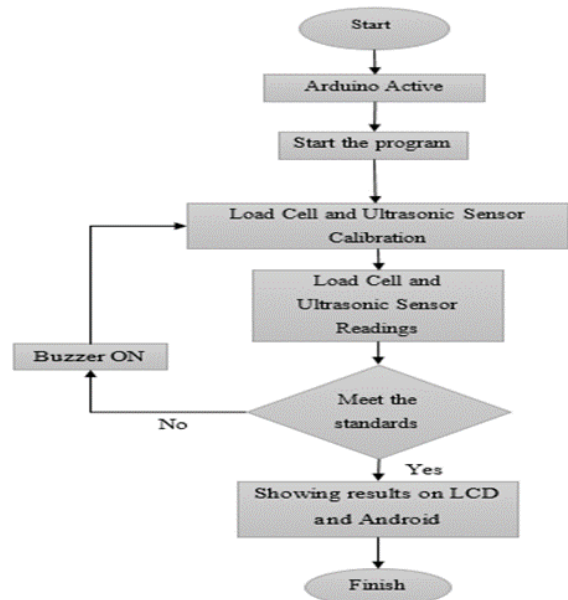 Start
Arduino Active
Start the program
Load Cell and Ultrasonic Sensor
Calibration
Load Cell and
Ultrasonic Sensor
Readings
Buzzer ON
Meet the
standards
No
Yes
Showing results on LCD
and Android
Finish